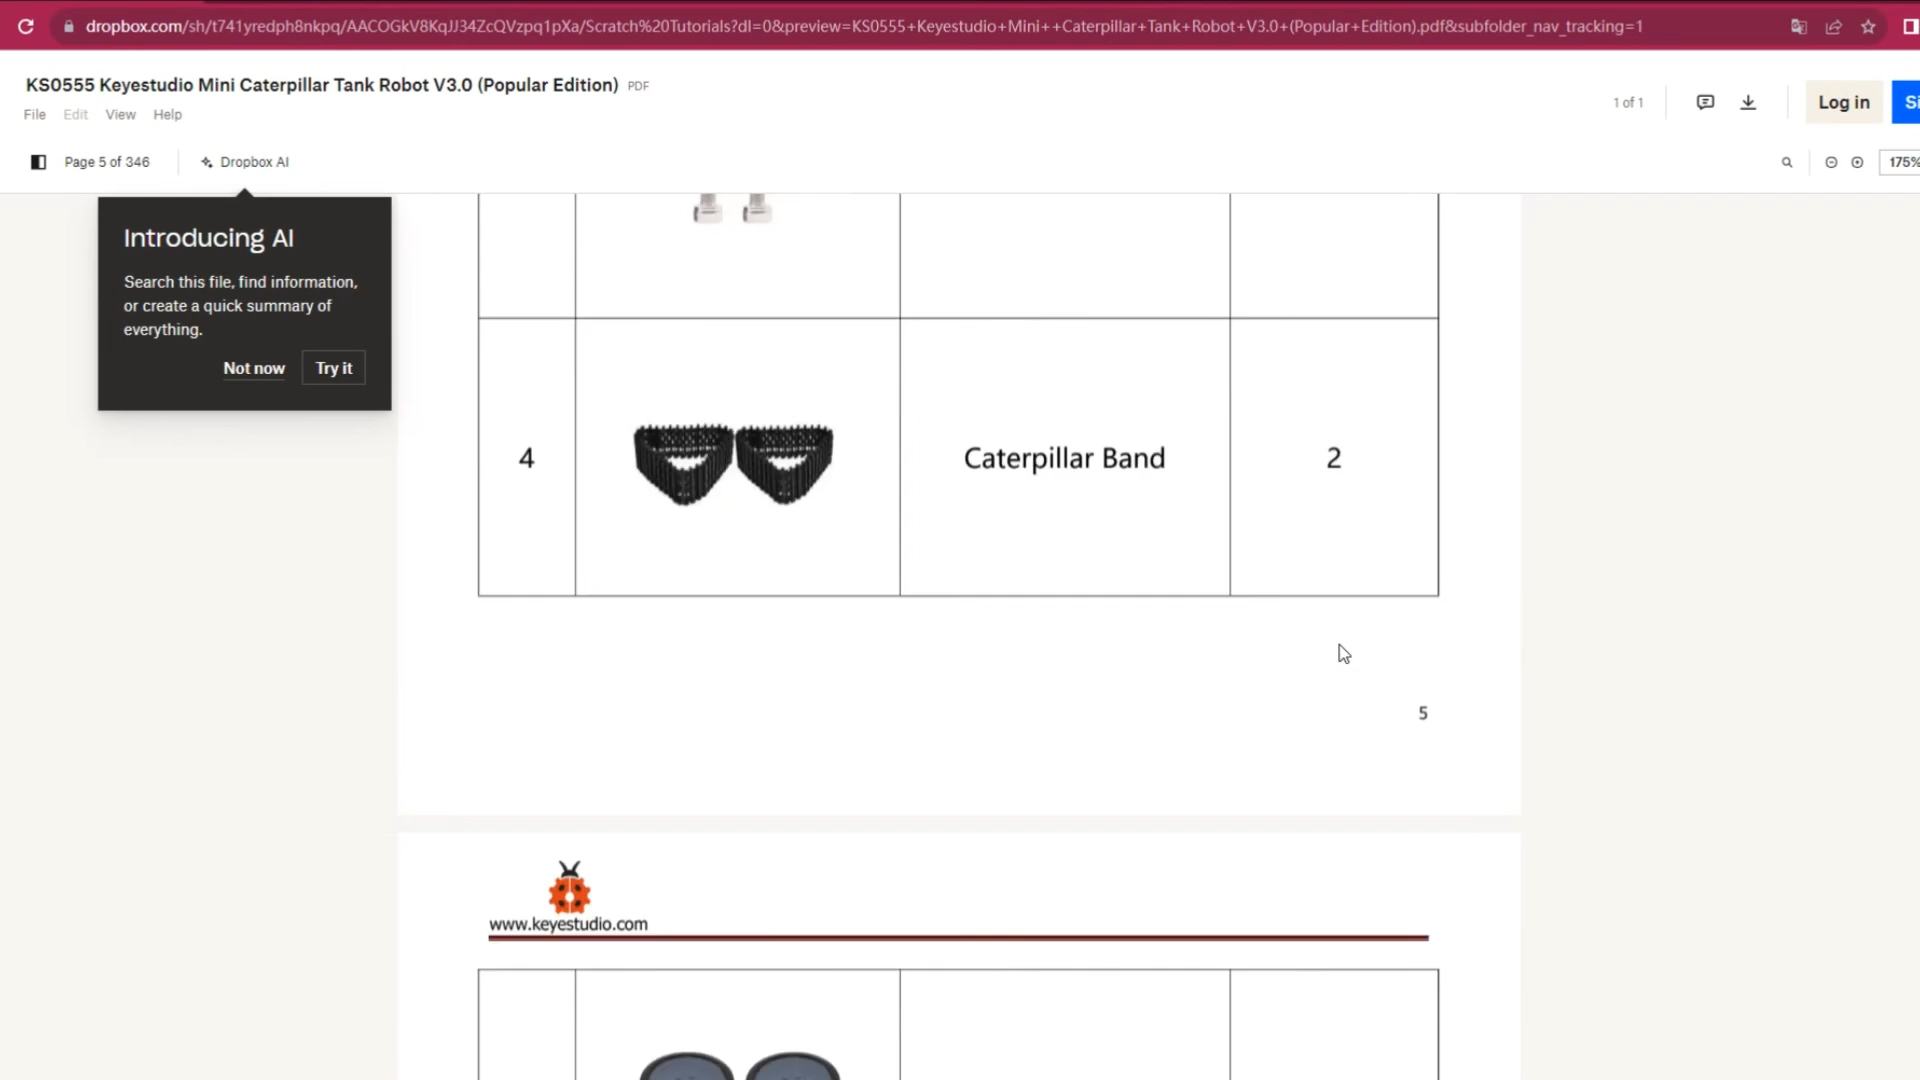 dropbox.com/sh/t741yredph8nkpq/AACOGkV8KqJJ34ZcQVzpq1pXa/Scratch%20Tutorials?dl=0&preview=KS0555+Keyestudio+Mini++Caterpillar+Tank+Robot+V3.0+(Popular+Edition).pdf&subfolder_nav_tracking=1
KS0555 Keyestudio Mini Caterpillar Tank Robot V3.0 (Popular Edition) PDF
File Edit View Help
1 of 1
Log in
Si
Page 5 of 346
Dropbox AI
175%
Introducing AI
Search this file, find information,
or create a quick summary of
everything.
Not now Try it
4 Caterpillar Band 2
5
www.keyestudio.com